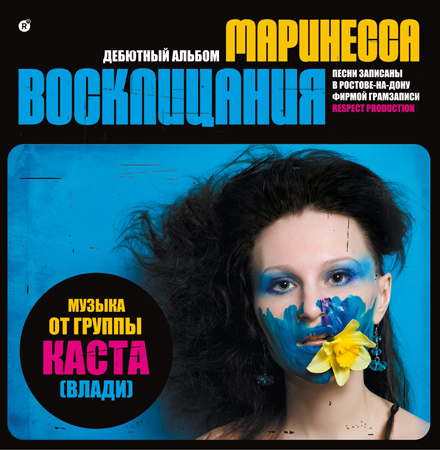 R
ДЕБЮТНЫЙ АЛЬБОМ МАРИНЕССА
ВОСКЛИЦАНИЯ
ПЕСНИ ЗАПИСАНЫ
В РОСТОВЕ-НА-ДОНУ
ФИРМОЙ ГРАМЗАПИСИ
RESPECT PRODUCTION
МУЗЫКА
ОТ ГРУППЫ
КАСТА
(ВЛАДИ)